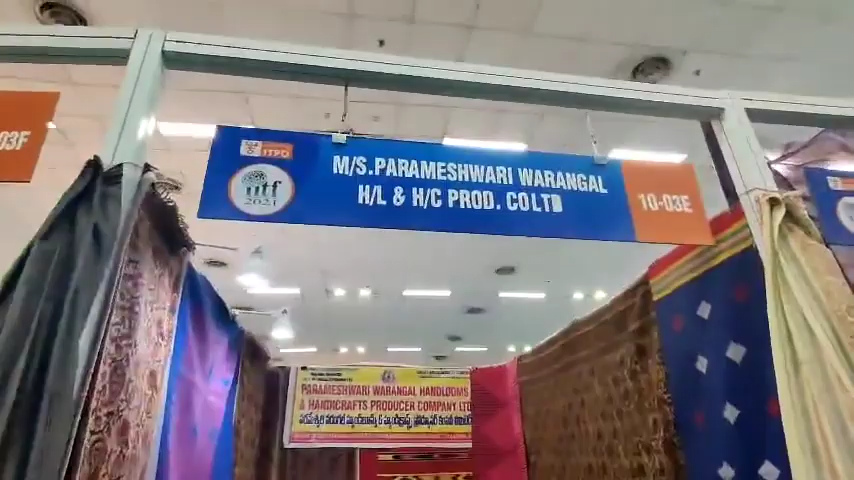 03F
ITPO
iitf
2021
M/S.PARAMESHWARI WARANGAL
H/L & H/C PROD. CO.LTD
10-03E
PARAMESHWARI WARANGAL HANDLOOMS
& HANDICRAFTS PRODUCER COMPANY LTD